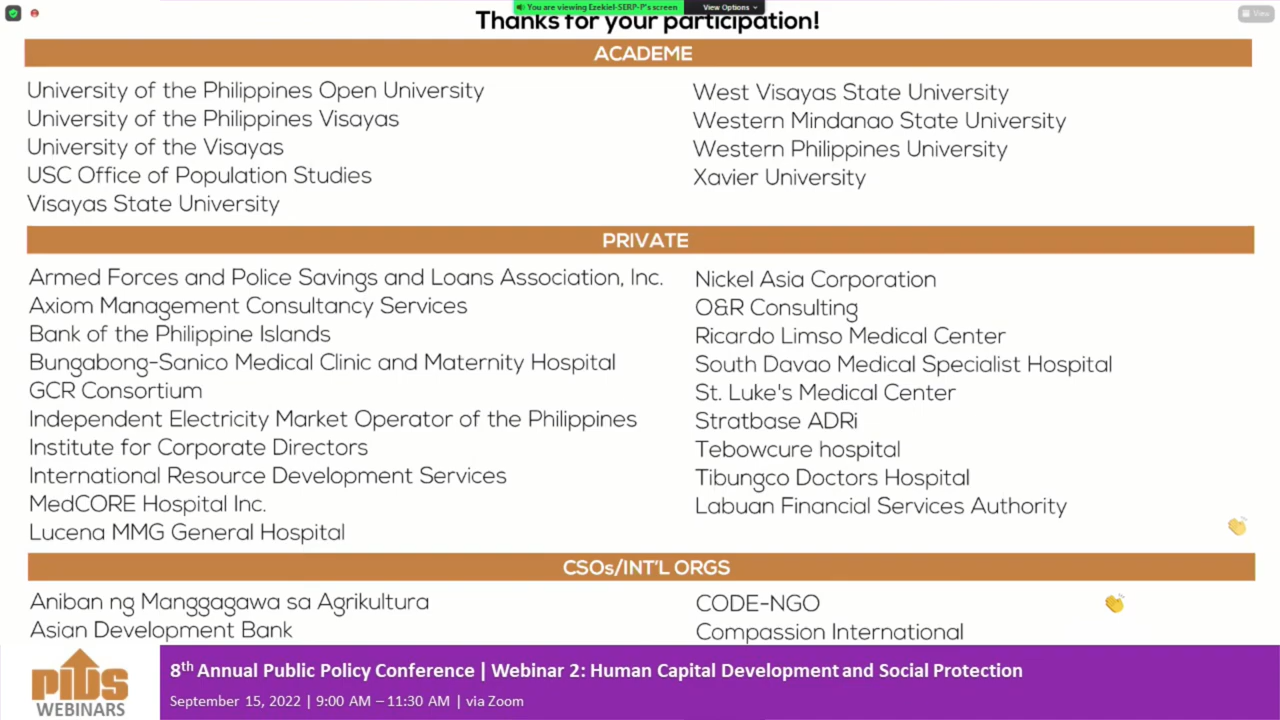 You are viewing Ezekiel-SERP-P's screen
View Options
View
Thanks for your participation!
ACADEME
University of the Philippines Open University
University of the Philippines Visayas
University of the Visayas
USC Office of Population Studies
Visayas State University
West Visayas State University
Western Mindanao State University
Western Philippines University
Xavier University
PRIVATE
Armed Forces and Police Savings and Loans Association, Inc.
Axiom Management Consultancy Services
Bank of the Philippine Islands
Bungabong-Sanico Medical Clinic and Maternity Hospital
GCR Consortium
Independent Electricity Market Operator of the Philippines
Institute for Corporate Directors
International Resource Development Services
MedCORE Hospital Inc.
Lucena MMG General Hospital
Nickel Asia Corporation
O&R Consulting
Ricardo Limso Medical Center
South Davao Medical Specialist Hospital
St. Luke's Medical Center
Stratbase ADRi
Tebowcure hospital
Tibungco Doctors Hospital
Labuan Financial Services Authority
CSOs/INT'L ORGS
Aniban ng Manggagawa sa Agrikultura
Asian Development Bank
CODE-NGO
Compassion International
PIDS
WEBINARS
8th Annual Public Policy Conference | Webinar 2: Human Capital Development and Social Protection
September 15, 2022 | 9:00 AM – 11:30 AM | via Zoom